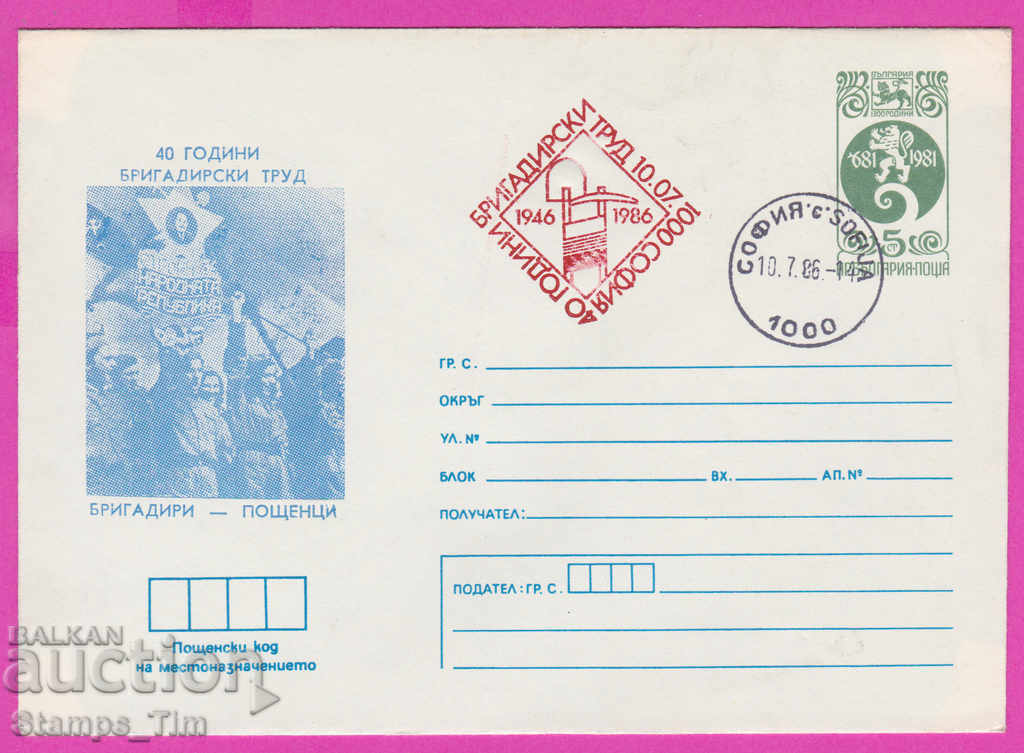 40 ГОДИНИ
БРИГАДИРСКИ ТРУД
НАРОДНАТА
РЕПУБЛИКА
БРИГАДИРИ — ПОЩЕНЦИ
Пощенски код
на местоназначението
40 ГОДИНИ БРИГАДИРСКИ ТРУД 10.07. 1000 СОФИЯ
1946 1986
БЪЛГАРИЯ
1300 ГОДИНИ
681 1981
5 СТ
НР БЪЛГАРИЯ·ПОЩА
СОФИЯ "c" SOFIJA
10.7.86.-14
1000
ГР. С.
ОКРЪГ
УЛ. №
БЛОК ВХ. АП. №
ПОЛУЧАТЕЛ:
ПОДАТЕЛ: ГР. С.
BALKAN
auction
Stamps_Tim